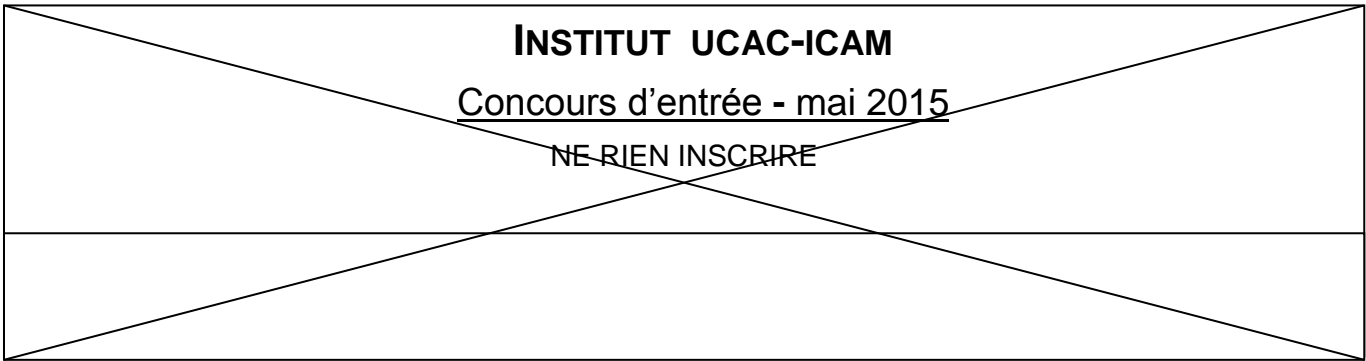 INSTITUT UCAC-ICAM
Concours d'entrée - mai 2015
NE RIEN INSCRIRE